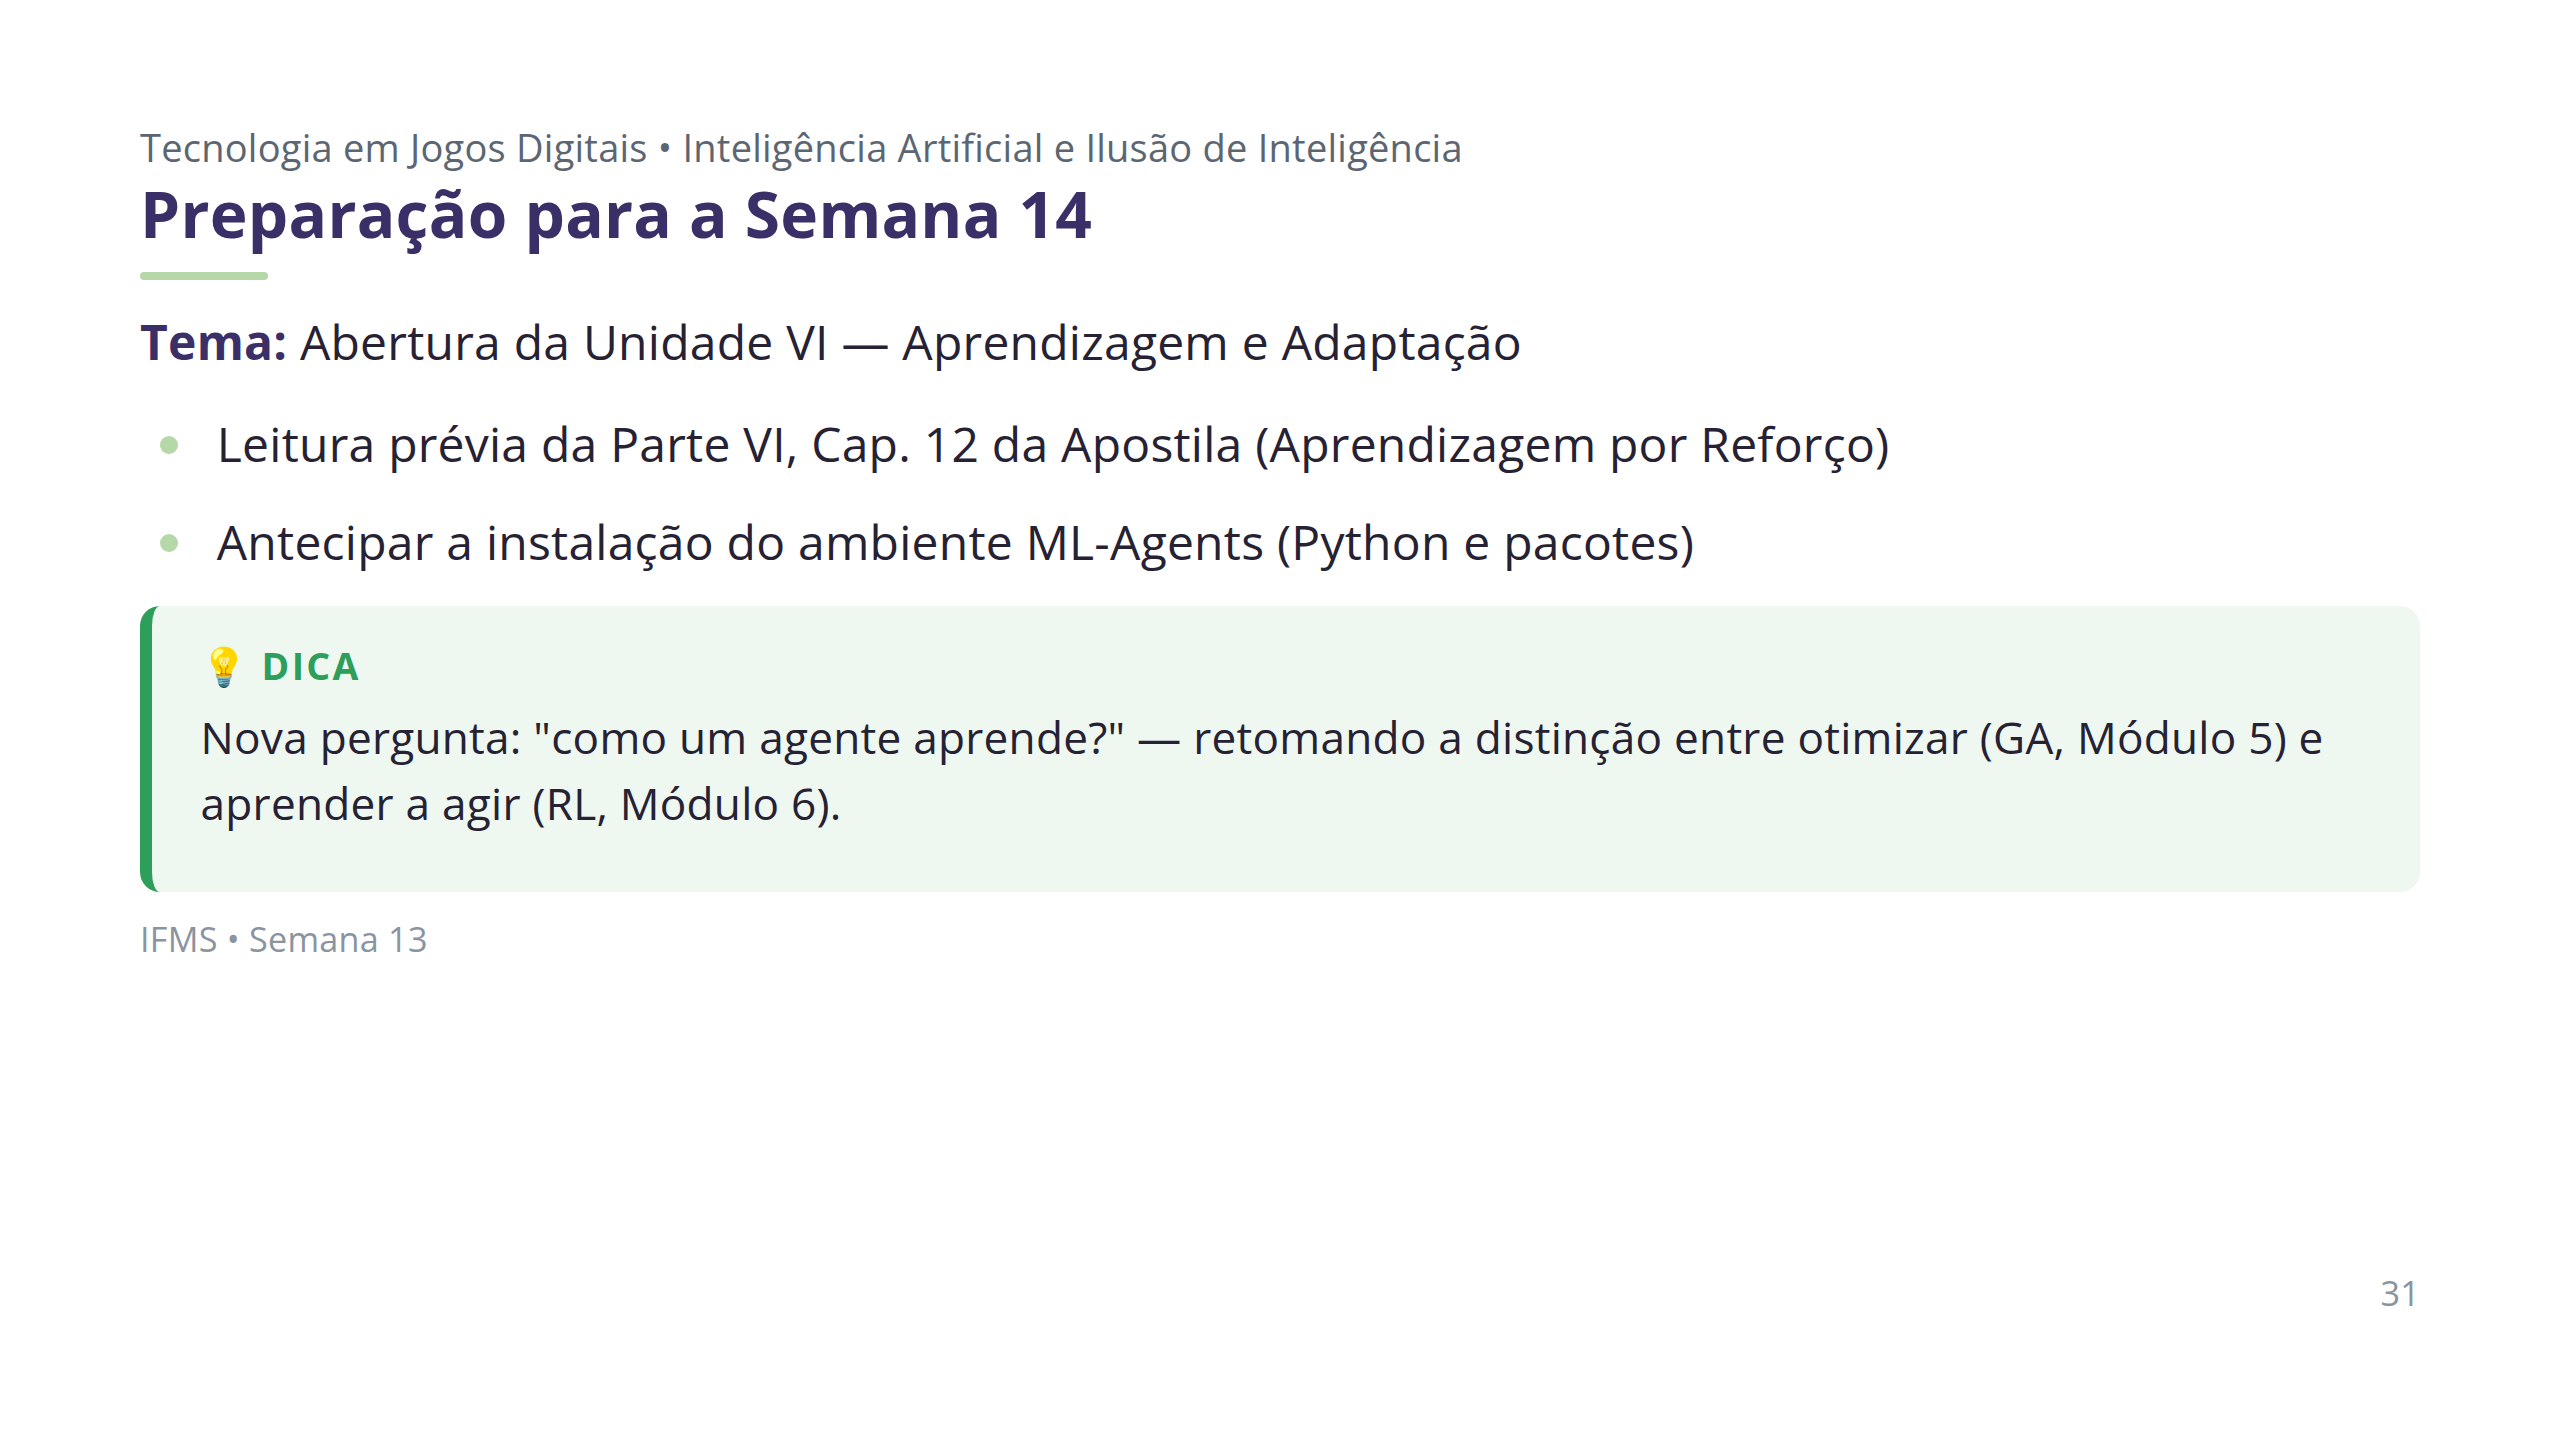 Tecnologia em Jogos Digitais • Inteligência Artificial e Ilusão de Inteligência
Preparação para a Semana 14
Tema: Abertura da Unidade VI — Aprendizagem e Adaptação
• Leitura prévia da Parte VI, Cap. 12 da Apostila (Aprendizagem por Reforço)
• Antecipar a instalação do ambiente ML-Agents (Python e pacotes)
💡 DICA
Nova pergunta: "como um agente aprende?" — retomando a distinção entre otimizar (GA, Módulo 5) e
aprender a agir (RL, Módulo 6).
IFMS • Semana 13
31